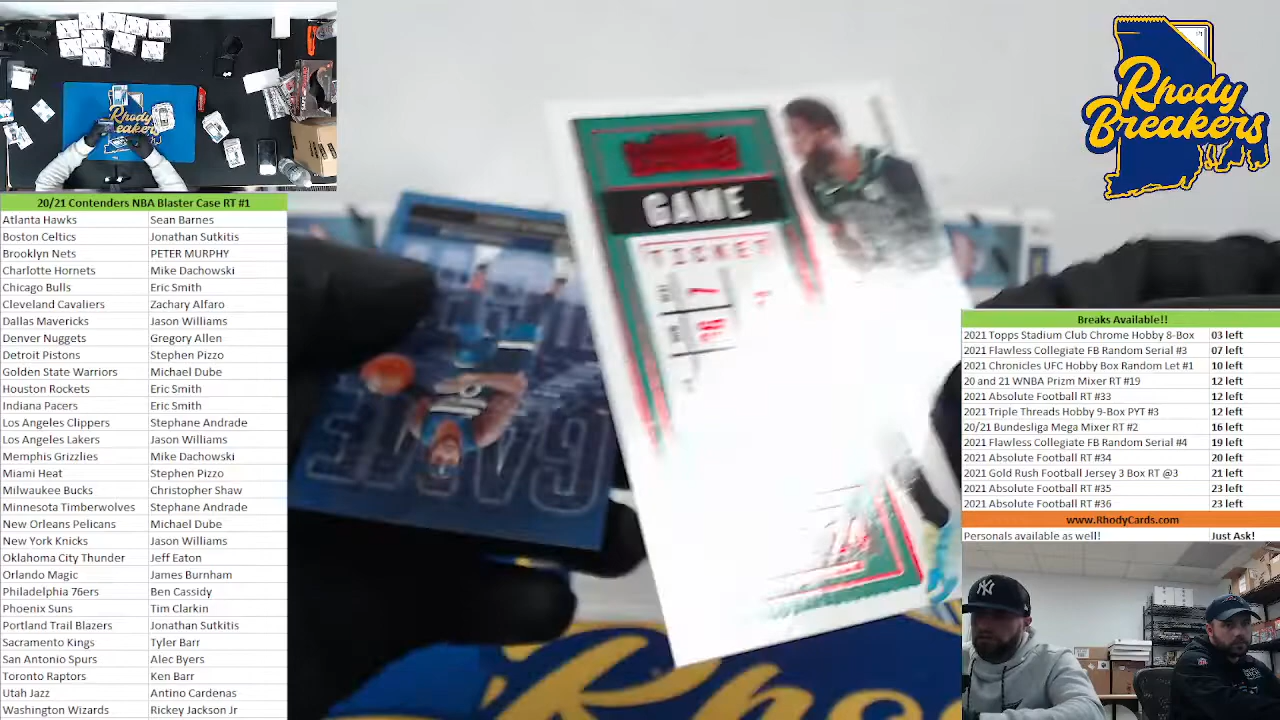 20/21 Contenders NBA Blaster Case RT #1
Atlanta Hawks Sean Barnes
Boston Celtics Jonathan Sutkitis
Brooklyn Nets PETER MURPHY
Charlotte Hornets Mike Dachowski
Chicago Bulls Eric Smith
Cleveland Cavaliers Zachary Alfaro
Dallas Mavericks Jason Williams
Denver Nuggets Gregory Allen
Detroit Pistons Stephen Pizzo
Golden State Warriors Michael Dube
Houston Rockets Eric Smith
Indiana Pacers Eric Smith
Los Angeles Clippers Stephane Andrade
Los Angeles Lakers Jason Williams
Memphis Grizzlies Mike Dachowski
Miami Heat Stephen Pizzo
Milwaukee Bucks Christopher Shaw
Minnesota Timberwolves Stephane Andrade
New Orleans Pelicans Michael Dube
New York Knicks Jason Williams
Oklahoma City Thunder Jeff Eaton
Orlando Magic James Burnham
Philadelphia 76ers Ben Cassidy
Phoenix Suns Tim Clarkin
Portland Trail Blazers Jonathan Sutkitis
Sacramento Kings Tyler Barr
San Antonio Spurs Alec Byers
Toronto Raptors Ken Barr
Utah Jazz Antino Cardenas
Washington Wizards Rickey Jackson Jr
GAME
TICKET
GAME
Rhody
Rhody
Breakers
Rhody
Breakers
Breaks Available!!
2021 Topps Stadium Club Chrome Hobby 8-Box 03 left
2021 Flawless Collegiate FB Random Serial #3 07 left
2021 Chronicles UFC Hobby Box Random Let #1 10 left
20 and 21 WNBA Prizm Mixer RT #19 12 left
2021 Absolute Football RT #33 12 left
2021 Triple Threads Hobby 9-Box PYT #3 12 left
20/21 Bundesliga Mega Mixer RT #2 16 left
2021 Flawless Collegiate FB Random Serial #4 19 left
2021 Absolute Football RT #34 20 left
2021 Gold Rush Football Jersey 3 Box RT @3 21 left
2021 Absolute Football RT #35 23 left
2021 Absolute Football RT #36 23 left
www.RhodyCards.com
Personals available as well! Just Ask!